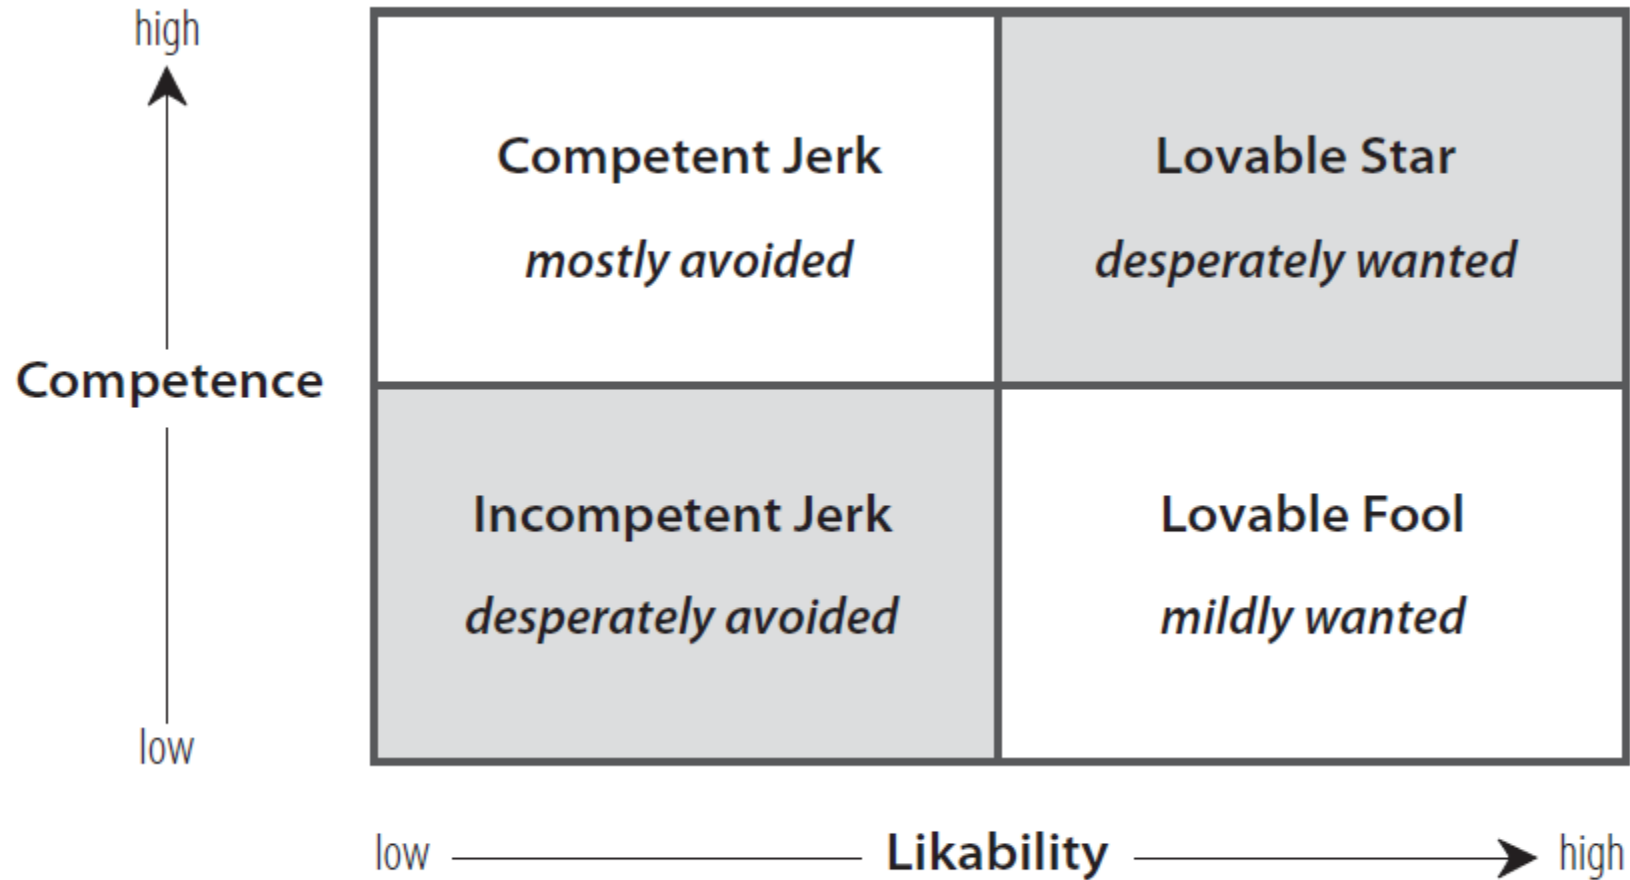 high
Competent Jerk
mostly avoided
Lovable Star
desperately wanted
Competence
Incompetent Jerk
desperately avoided
Lovable Fool
mildly wanted
low
low Likability high